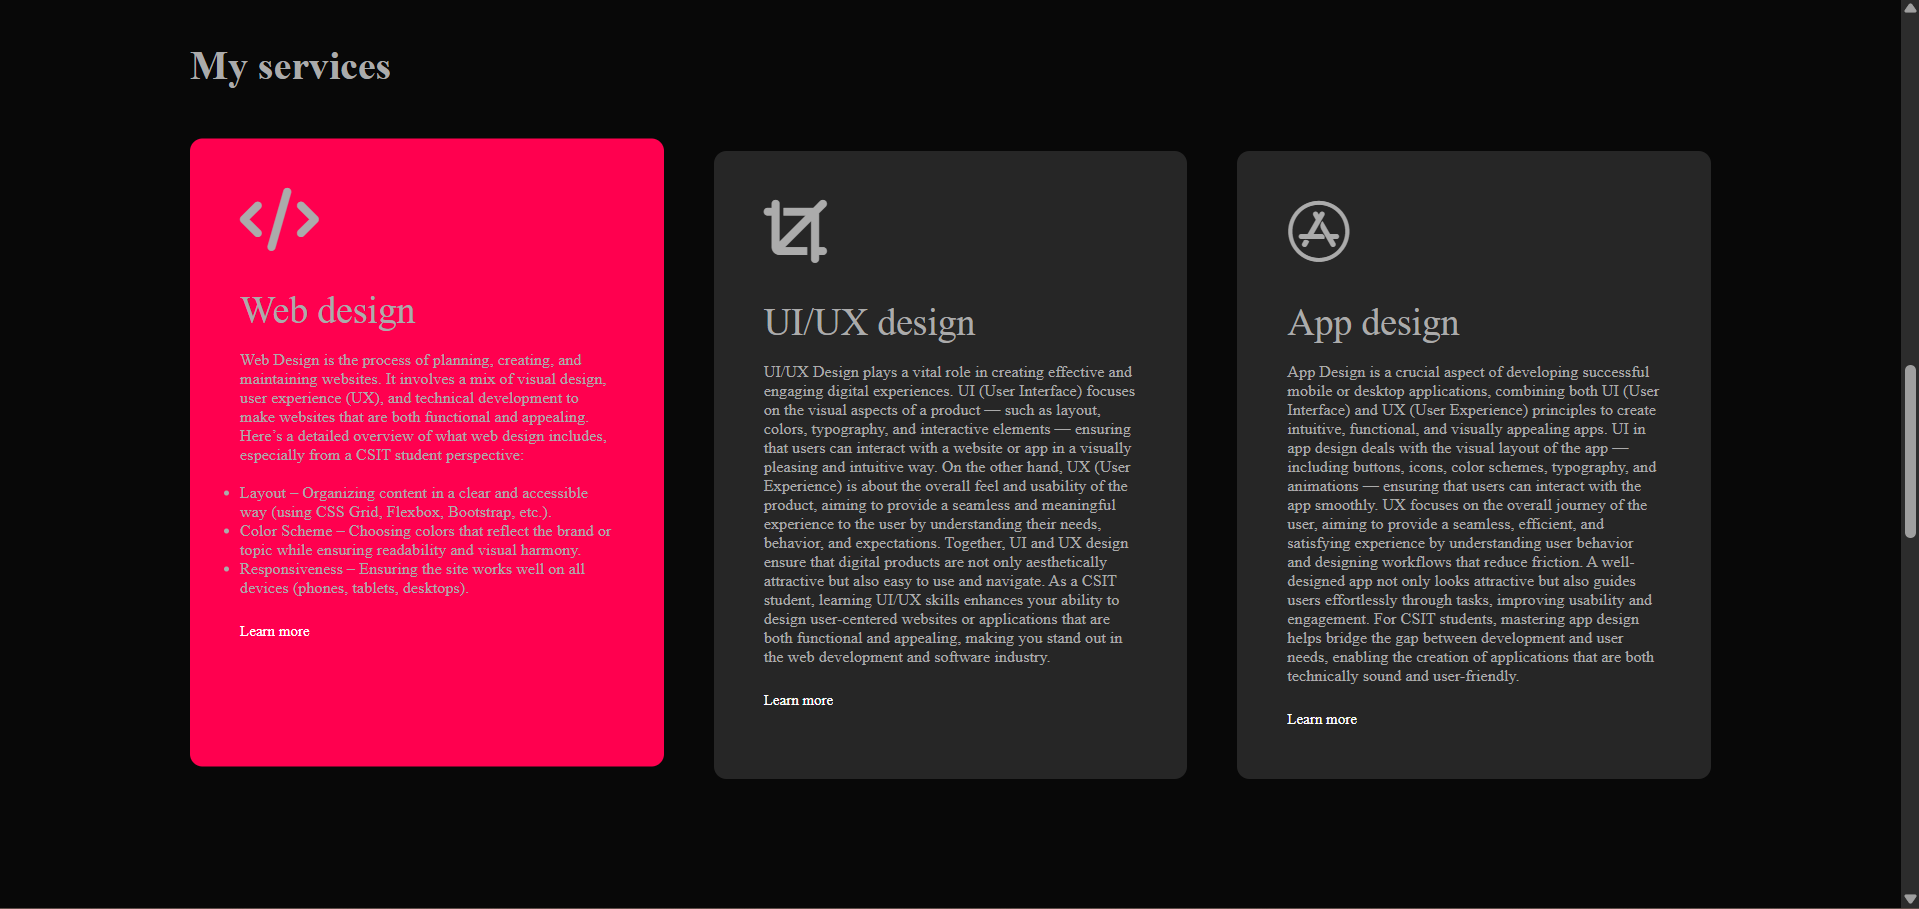 My services
Web design
Web Design is the process of planning, creating, and
maintaining websites. It involves a mix of visual design,
user experience (UX), and technical development to
make websites that are both functional and appealing.
Here’s a detailed overview of what web design includes,
especially from a CSIT student perspective:
• Layout – Organizing content in a clear and accessible
way (using CSS Grid, Flexbox, Bootstrap, etc.).
• Color Scheme – Choosing colors that reflect the brand or
topic while ensuring readability and visual harmony.
• Responsiveness – Ensuring the site works well on all
devices (phones, tablets, desktops).
Learn more
UI/UX design
UI/UX Design plays a vital role in creating effective and
engaging digital experiences. UI (User Interface) focuses
on the visual aspects of a product — such as layout,
colors, typography, and interactive elements — ensuring
that users can interact with a website or app in a visually
pleasing and intuitive way. On the other hand, UX (User
Experience) is about the overall feel and usability of the
product, aiming to provide a seamless and meaningful
experience to the user by understanding their needs,
behavior, and expectations. Together, UI and UX design
ensure that digital products are not only aesthetically
attractive but also easy to use and navigate. As a CSIT
student, learning UI/UX skills enhances your ability to
design user-centered websites or applications that are
both functional and appealing, making you stand out in
the web development and software industry.
Learn more
App design
App Design is a crucial aspect of developing successful
mobile or desktop applications, combining both UI (User
Interface) and UX (User Experience) principles to create
intuitive, functional, and visually appealing apps. UI in
app design deals with the visual layout of the app —
including buttons, icons, color schemes, typography, and
animations — ensuring that users can interact with the
app smoothly. UX focuses on the overall journey of the
user, aiming to provide a seamless, efficient, and
satisfying experience by understanding user behavior
and designing workflows that reduce friction. A well-
designed app not only looks attractive but also guides
users effortlessly through tasks, improving usability and
engagement. For CSIT students, mastering app design
helps bridge the gap between development and user
needs, enabling the creation of applications that are both
technically sound and user-friendly.
Learn more